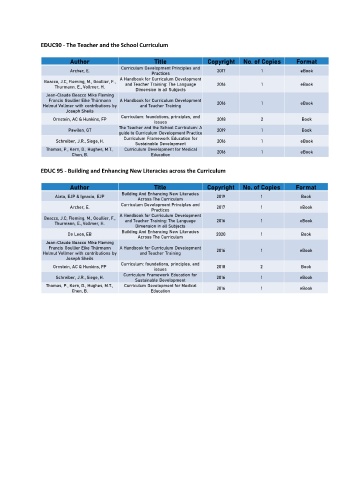 EDUC90 - The Teacher and the School Curriculum
Author Title Copyright No. of Copies Format
Archer, E. Curriculum Development Principles and Practices 2017 1 eBook
Beacco, J.C, Fleming, M., Goullier, F., Thurmann, E., Vollmer, H. A Handbook for Curriculum Development and Teacher Training: The Language Dimension in all Subjects 2016 1 eBook
Jean-Claude Beacco Mike Fleming Francis Goullier Eike Thürmann Helmut Vollmer with contributions by Joseph Sheils A Handbook for Curriculum Development and Teacher Training 2016 1 eBook
Ornstein, AC & Hunkins, FP Curriculum: foundations, principles, and issues 2018 2 Book
Pawilen, GT The Teacher and the School Curriculum: A guide to Curriculum Development Practice 2019 1 Book
Schreiber, J.R., Siege, H. Curriculum Framework Education for Sustainable Development 2016 1 eBook
Thomas, P., Kern, D., Hughes, M.T., Chen, B. Curriculum Development for Medical Education 2016 1 eBook
EDUC 95 - Building and Enhancing New Literacies across the Curriculum
Author Title Copyright No. of Copies Format
Alata, EJP & Ignacio, EJP Building And Enhancing New Literacies Across The Curriculum 2019 1 Book
Archer, E. Curriculum Development Principles and Practices 2017 1 eBook
Beacco, J.C, Fleming, M., Goullier, F., Thurmann, E., Vollmer, H. A Handbook for Curriculum Development and Teacher Training: The Language Dimension in all Subjects 2016 1 eBook
De Leon, EB Building And Enhancing New Literacies Across The Curriculum 2020 1 Book
Jean-Claude Beacco Mike Fleming Francis Goullier Eike Thürmann Helmut Vollmer with contributions by Joseph Sheils A Handbook for Curriculum Development and Teacher Training 2016 1 eBook
Ornstein, AC & Hunkins, FP Curriculum: foundations, principles, and issues 2018 2 Book
Schreiber, J.R., Siege, H. Curriculum Framework Education for Sustainable Development 2016 1 eBook
Thomas, P., Kern, D., Hughes, M.T., Chen, B. Curriculum Development for Medical Education 2016 1 eBook